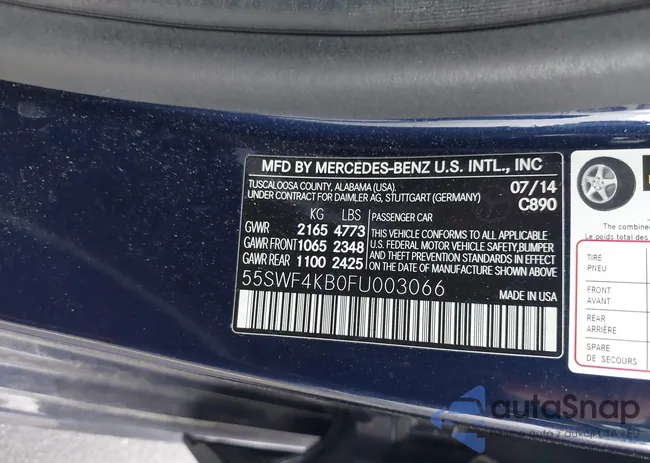 MFD BY MERCEDES-BENZ U.S. INTL., INC
TUSCALOOSA COUNTY, ALABAMA (USA). 07/14
UNDER CONTRACT FOR DAIMLER AG, STUTTGART (GERMANY) C890
KG LBS PASSENGER CAR
GVWR 2165 4773
GAWR FRONT 1065 2348
GAWR REAR 1100 2425
THIS VEHICLE CONFORMS TO ALL APPLICABLE
U.S. FEDERAL MOTOR VEHICLE SAFETY,BUMPER
AND THEFT PREVENTION STANDARDS IN EFFECT
ON THE DATE OF MANUFACTURE SHOWN ABOVE.
55SWF4KB0FU003066
MADE IN USA
The combined
Le poids total des
TIRE
PNEU
FRONT
AVANT
REAR
ARRIÈRE
SPARE
DE SECOURS
autoSnap